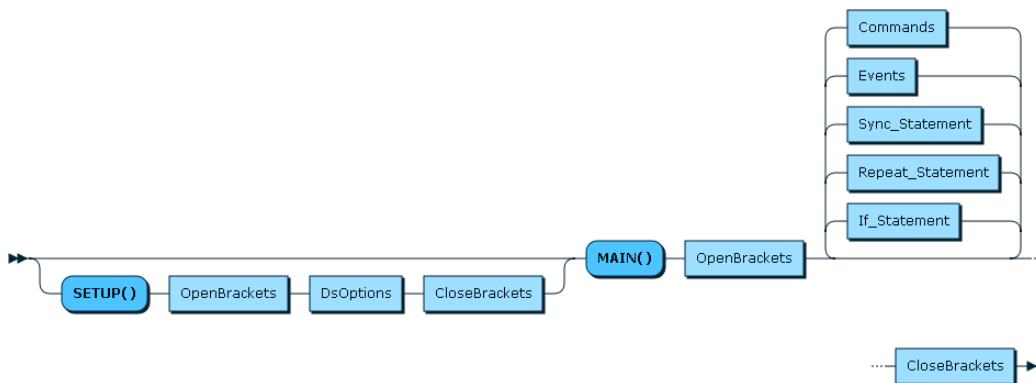 Commands
Events
Sync_Statement
Repeat_Statement
If_Statement
MAIN() OpenBrackets
SETUP() OpenBrackets DsOptions CloseBrackets
CloseBrackets